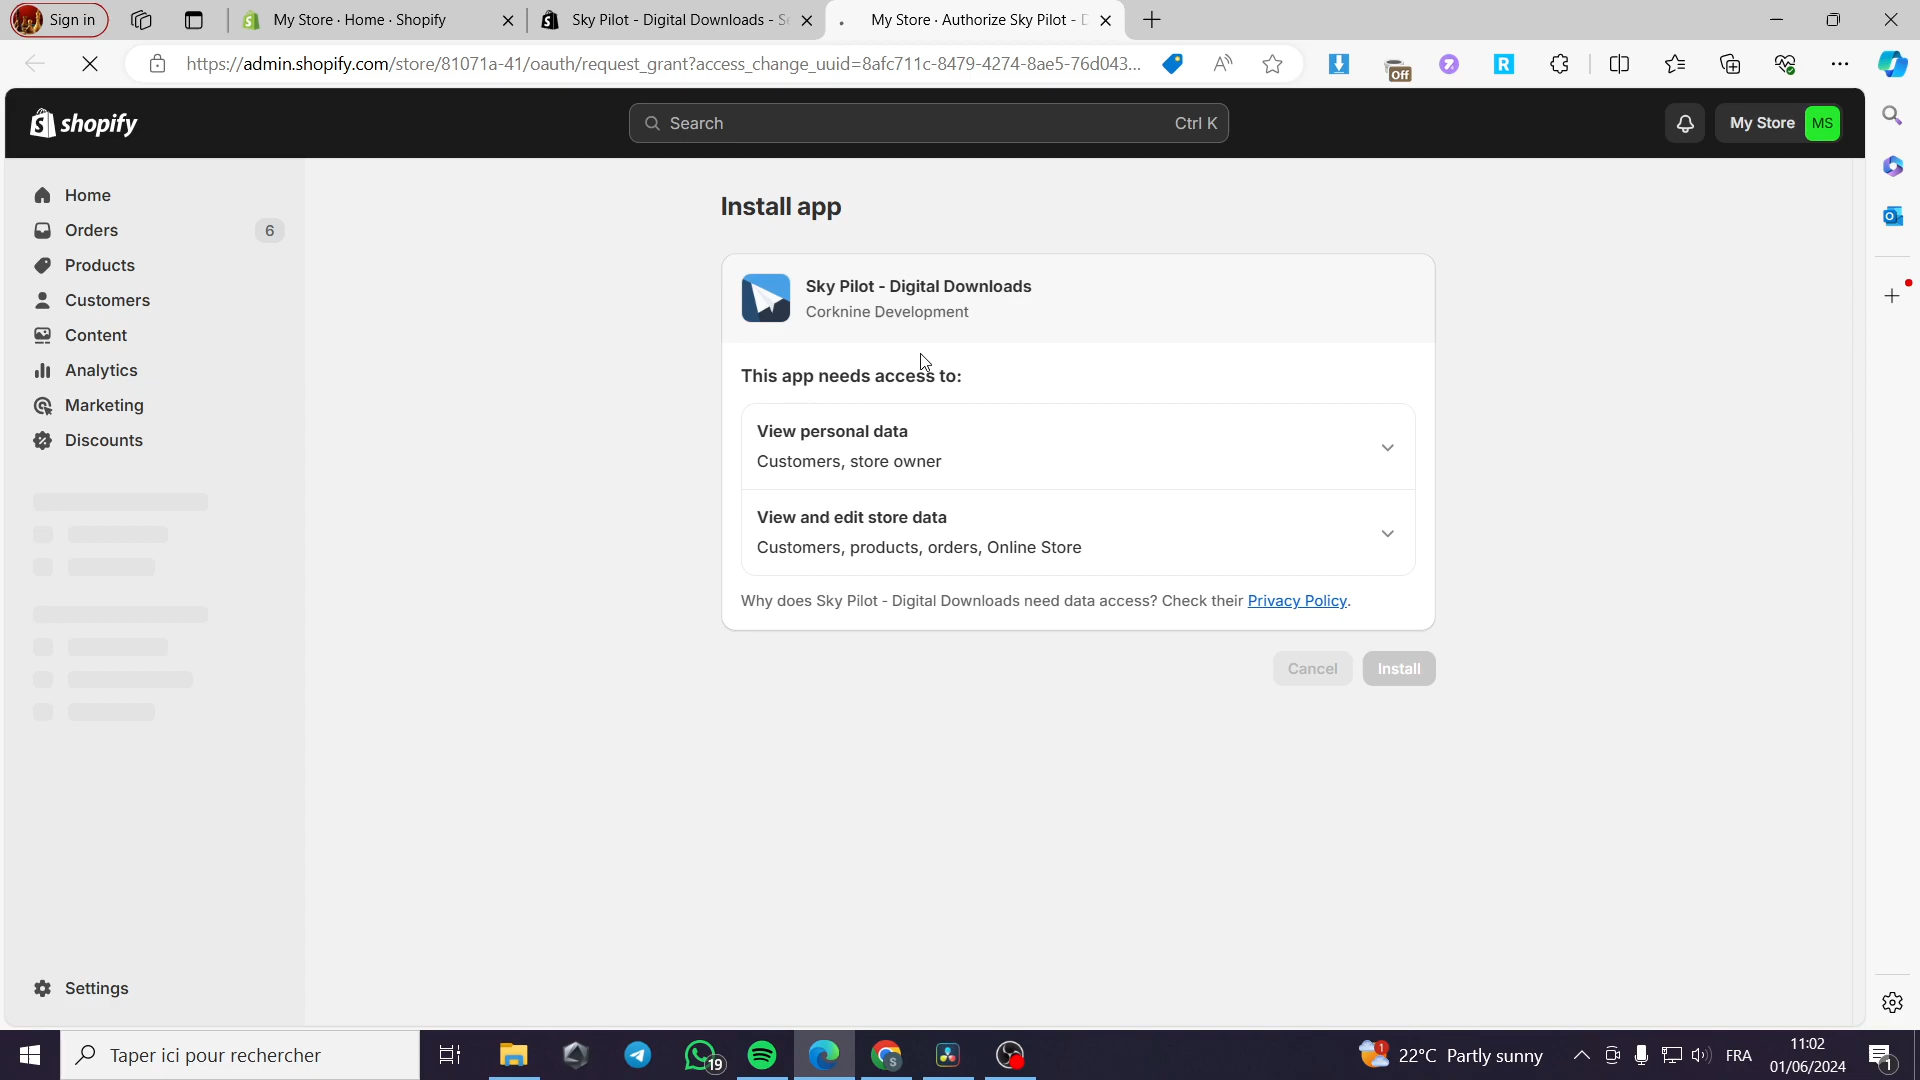 Sign in
My Store · Home · Shopify
Sky Pilot - Digital Downloads - S
My Store · Authorize Sky Pilot - D
https://admin.shopify.com/store/81071a-41/oauth/request_grant?access_change_uuid=8afc711c-8479-4274-8ae5-76d043...
Off
shopify
Search
Ctrl K
My Store
MS
Home
Orders
6
Products
Customers
Content
Analytics
Marketing
Discounts
Settings
Install app
Sky Pilot - Digital Downloads
Corknine Development
This app needs access to:
View personal data
Customers, store owner
View and edit store data
Customers, products, orders, Online Store
Why does Sky Pilot - Digital Downloads need data access? Check their Privacy Policy.
Cancel
Install
Taper ici pour rechercher
19
1
22°C Partly sunny
FRA
11:02
01/06/2024
1